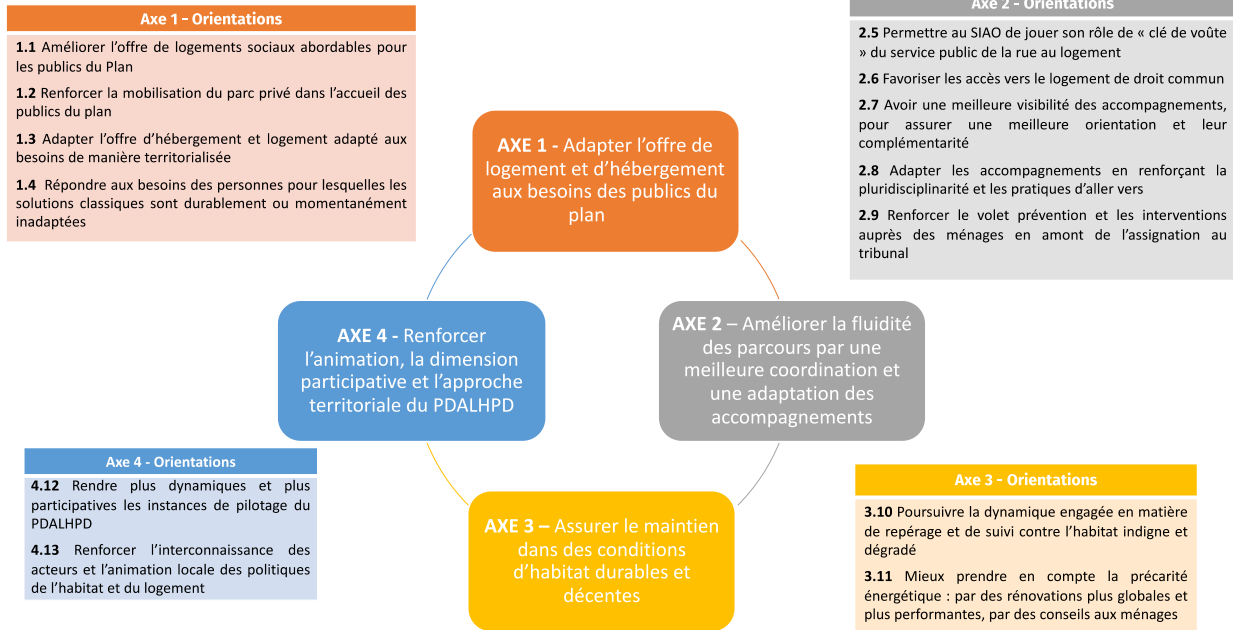 Axe 1 - Orientations
1.1 Améliorer l’offre de logements sociaux abordables pour
les publics du Plan
1.2 Renforcer la mobilisation du parc privé dans l’accueil des
publics du plan
1.3 Adapter l’offre d’hébergement et logement adapté aux
besoins de manière territorialisée
1.4 Répondre aux besoins des personnes pour lesquelles les
solutions classiques sont durablement ou momentanément
inadaptées
Axe 2 - Orientations
2.5 Permettre au SIAO de jouer son rôle de « clé de voûte
» du service public de la rue au logement
2.6 Favoriser les accès vers le logement de droit commun
2.7 Avoir une meilleure visibilité des accompagnements,
pour assurer une meilleure orientation et leur
complémentarité
2.8 Adapter les accompagnements en renforçant la
pluridisciplinarité et les pratiques d’aller vers
2.9 Renforcer le volet prévention et les interventions
auprès des ménages en amont de l’assignation au
tribunal
AXE 1 - Adapter l’offre de
logement et d’hébergement
aux besoins des publics du
plan
AXE 4 - Renforcer
l’animation, la dimension
participative et l’approche
territoriale du PDALHPD
AXE 2 – Améliorer la fluidité
des parcours par une
meilleure coordination et
une adaptation des
accompagnements
AXE 3 – Assurer le maintien
dans des conditions
d’habitat durables et
décentes
Axe 4 - Orientations
4.12 Rendre plus dynamiques et plus
participatives les instances de pilotage du
PDALHPD
4.13 Renforcer l’interconnaissance des
acteurs et l’animation locale des politiques
de l’habitat et du logement
Axe 3 - Orientations
3.10 Poursuivre la dynamique engagée en matière
de repérage et de suivi contre l’habitat indigne et
dégradé
3.11 Mieux prendre en compte la précarité
énergétique : par des rénovations plus globales et
plus performantes, par des conseils aux ménages